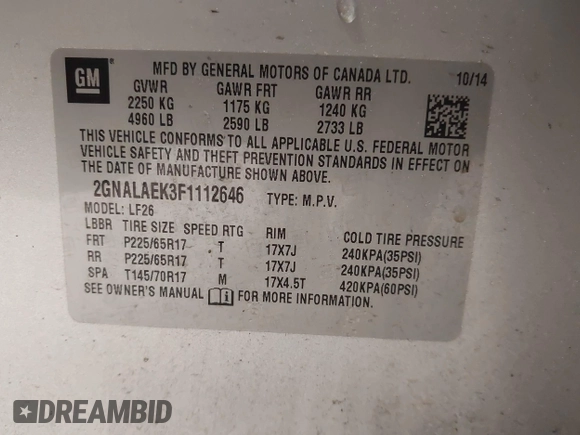 GM
MFD BY GENERAL MOTORS OF CANADA LTD. 10/14
GVWR GAWR FRT GAWR RR
2250 KG 1175 KG 1240 KG
4960 LB 2590 LB 2733 LB
THIS VEHICLE CONFORMS TO ALL APPLICABLE U.S. FEDERAL MOTOR
VEHICLE SAFETY AND THEFT PREVENTION STANDARDS IN EFFECT ON
THE DATE OF MANUFACTURE SHOWN ABOVE.
2GNALAEK3F1112646 TYPE: M.P.V.
MODEL: LF26
LBBR TIRE SIZE SPEED RTG RIM COLD TIRE PRESSURE
FRT P225/65R17 T 17X7J 240KPA(35PSI)
RR P225/65R17 T 17X7J 240KPA(35PSI)
SPA T145/70R17 M 17X4.5T 420KPA(60PSI)
SEE OWNER'S MANUAL FOR MORE INFORMATION.
DREAMBID